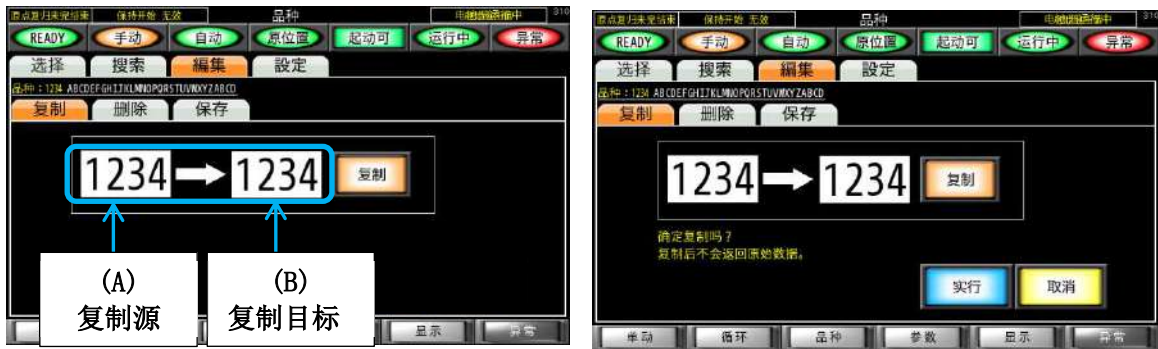 原点复归未完结束 保持开始 无效 品种 310
READY 手动 自动 原位置 起动可 运行中 异常
选择 搜索 編集 設定
品种：1234 ABCDEFGHIJKLMNOPQRSTUVWXYZABCD
复制 删除 保存
1234 → 1234 复制
(A)
复制源
(B)
复制目标
显示 异常
原点复归未完结束 保持开始 无效 品种 310
READY 手动 自动 原位置 起动可 运行中 异常
选择 搜索 編集 設定
品种：1234 ABCDEFGHIJKLMNOPQRSTUVWXYZABCD
复制 删除 保存
1234 → 1234 复制
确定复制吗？
复制后不会返回原始数据。
实行 取消
单动 循环 品种 参数 显示 异常